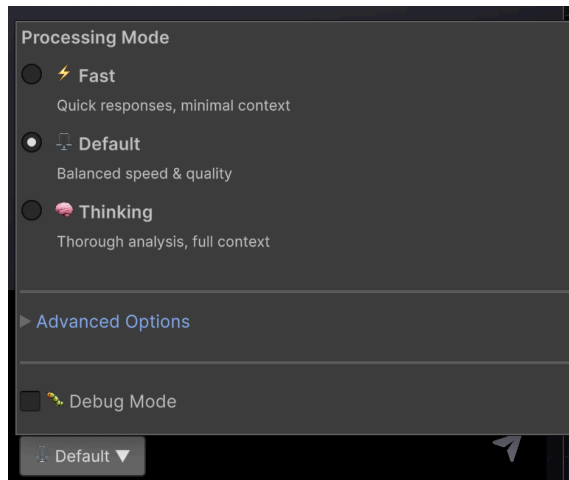 Processing Mode
⚡ Fast
Quick responses, minimal context
Default
Balanced speed & quality
🧠 Thinking
Thorough analysis, full context
▶ Advanced Options
🐛 Debug Mode
Default ▼